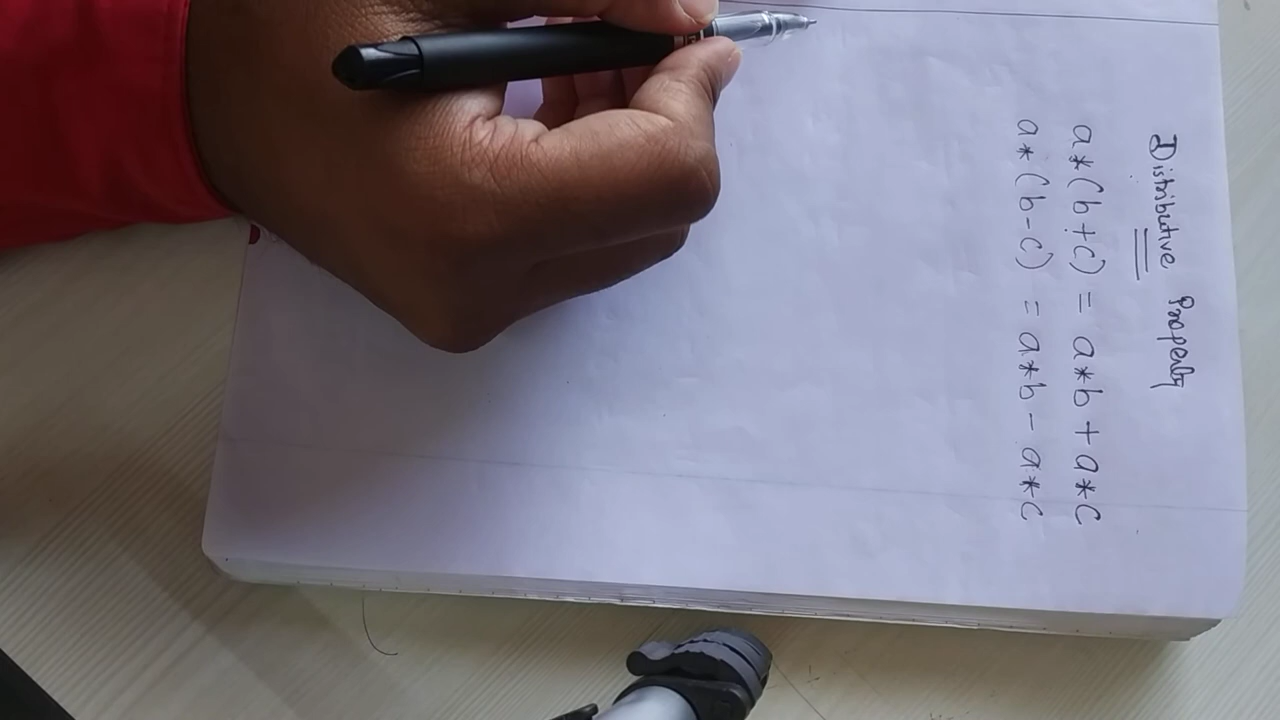 Distributive Property
a*(b+c) = a*b + a*c
a*(b-c) = a*b - a*c